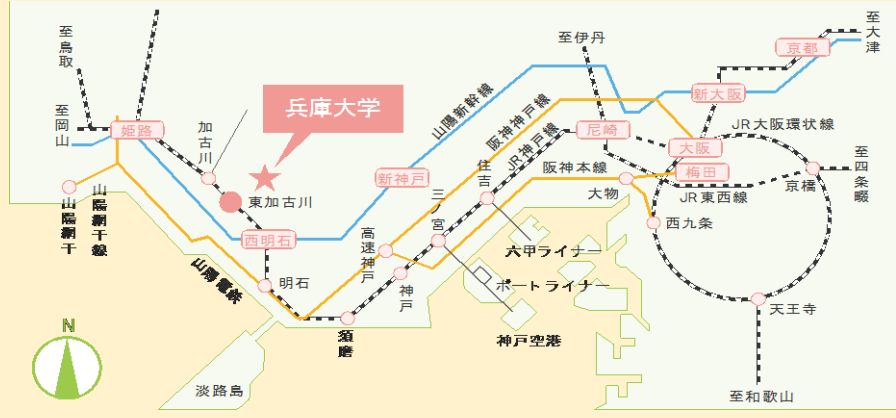 至鳥取
至岡山
姫路
加古川
兵庫大学
東加古川
山陽網干
山陽網干線
山陽電鉄
西明石
明石
淡路島
N
須磨
高速神戸
神戸
三ノ宮
住吉
新神戸
山陽新幹線
阪神神戸線
JR神戸線
阪神本線
至伊丹
尼崎
大物
六甲ライナー
ポートライナー
神戸空港
新大阪
京都
至大津
大阪
梅田
JR大阪環状線
JR東西線
京橋
至四条畷
西九条
天王寺
至和歌山